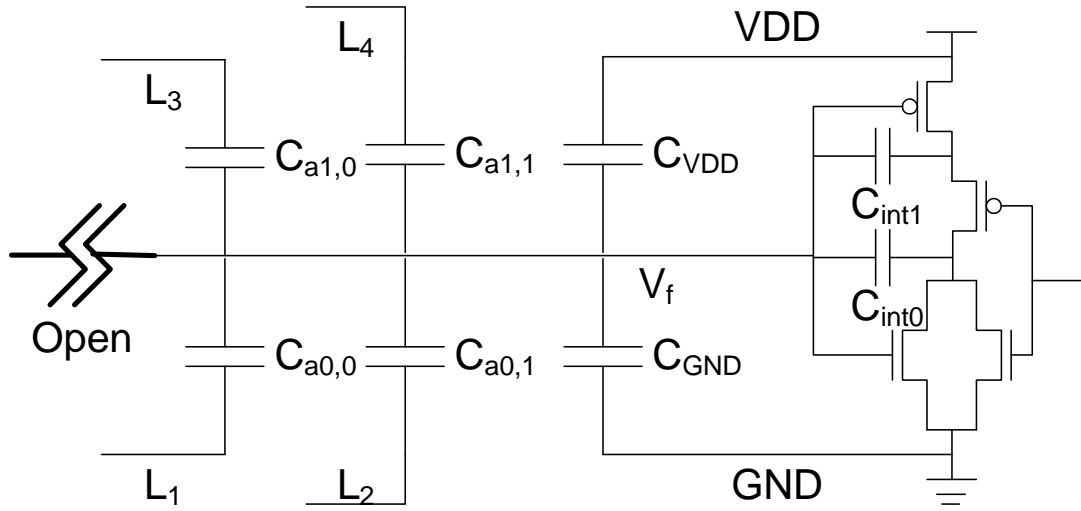 VDD
L4
L3
Ca1,0
Ca1,1
CVDD
Cint1
Vf
Open
Cint0
Ca0,0
Ca0,1
CGND
L1
L2
GND